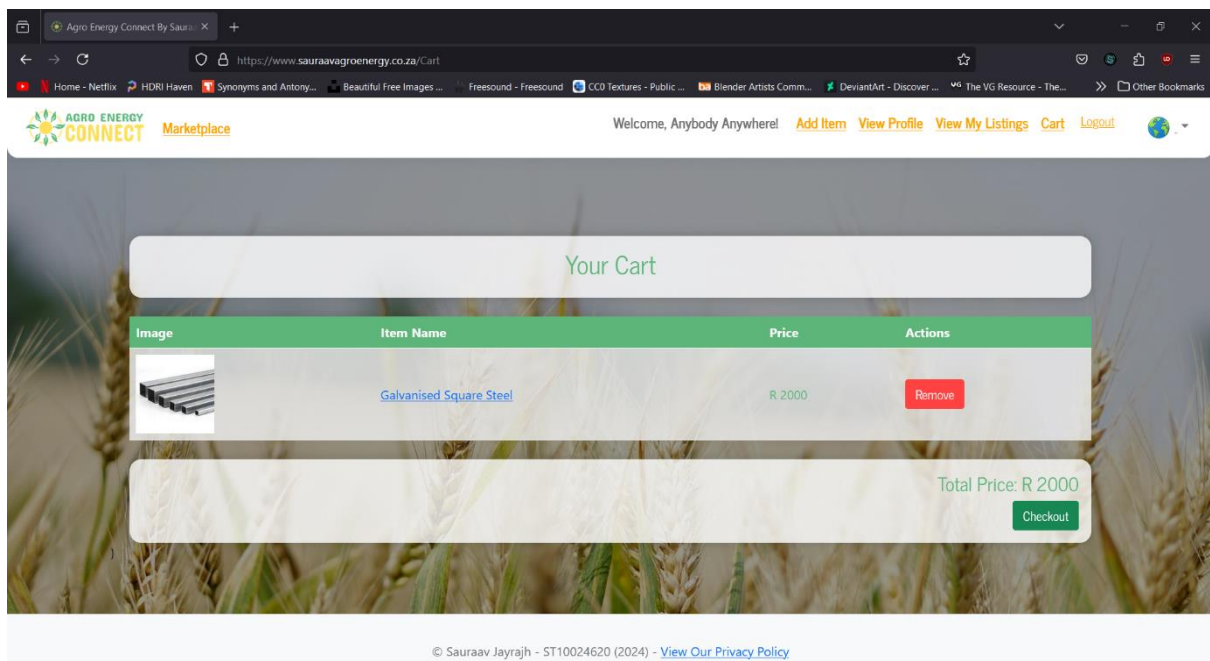 Agro Energy Connect By Saura
https://www.sauraavagroenergy.co.za/Cart
Home - Netflix HDRI Haven Synonyms and Antony... Beautiful Free Images ... Freesound - Freesound CC0 Textures - Public ... Blender Artists Comm... DeviantArt - Discover ... VG The VG Resource - The... Other Bookmarks
AGRO ENERGY
CONNECT
Marketplace Welcome, Anybody Anywhere! Add Item View Profile View My Listings Cart Logout
Your Cart
Image Item Name Price Actions
Galvanised Square Steel R 2000 Remove
Total Price: R 2000
Checkout
}
© Sauraav Jayrajh - ST10024620 (2024) - View Our Privacy Policy